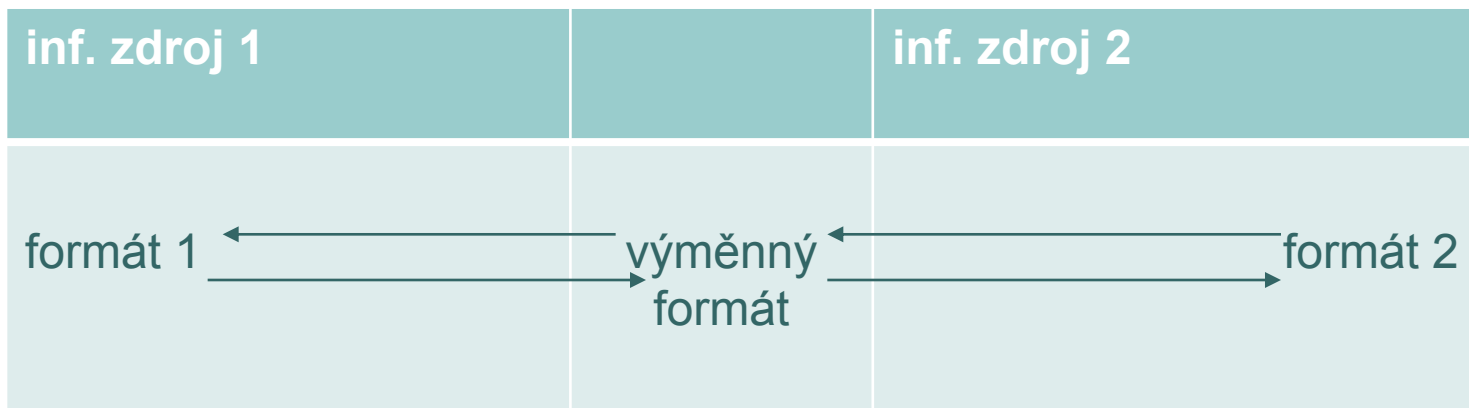 inf. zdroj 1
inf. zdroj 2
formát 1
výměnný
formát
formát 2